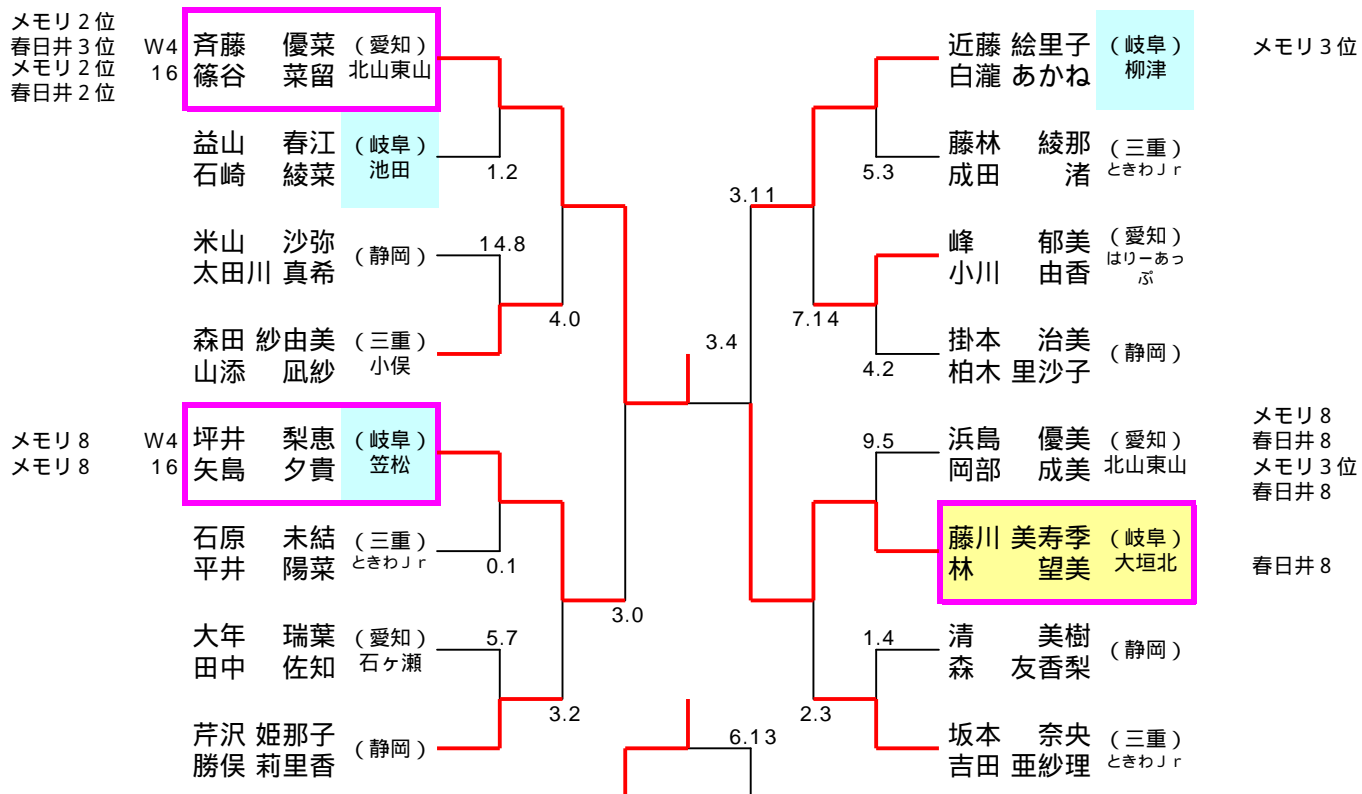 メモリ2位
春日井3位
メモリ2位
春日井2位
W4
16
斉藤 優菜 (愛知)
篠谷 菜留 北山東山
益山 春江 (岐阜)
石崎 綾菜 池田
1.2
米山 沙弥 (静岡)
太田川 真希
14.8
森田 紗由美 (三重)
山添 凪紗 小俣
4.0
メモリ8
メモリ8
W4
16
坪井 梨恵 (岐阜)
矢島 夕貴 笠松
石原 未結 (三重)
平井 陽菜 ときわJr
0.1
3.0
大年 瑞葉 (愛知)
田中 佐知 石ヶ瀬
5.7
芹沢 姫那子 (静岡)
勝俣 莉里香
3.2
3.4
6.13
近藤 絵里子 (岐阜)
白瀧 あかね 柳津
メモリ3位
藤林 綾那 (三重)
成田 渚 ときわJr
5.3
3.11
峰 郁美 (愛知)
小川 由香 はりーあっ
ぷ
7.14
掛本 治美 (静岡)
柏木 里沙子
4.2
浜島 優美 (愛知)
岡部 成美 北山東山
9.5
メモリ8
春日井8
メモリ3位
春日井8
藤川 美寿季 (岐阜)
林 望美 大垣北
春日井8
清 美樹 (静岡)
森 友香梨
1.4
坂本 奈央 (三重)
吉田 亜紗理 ときわJr
2.3